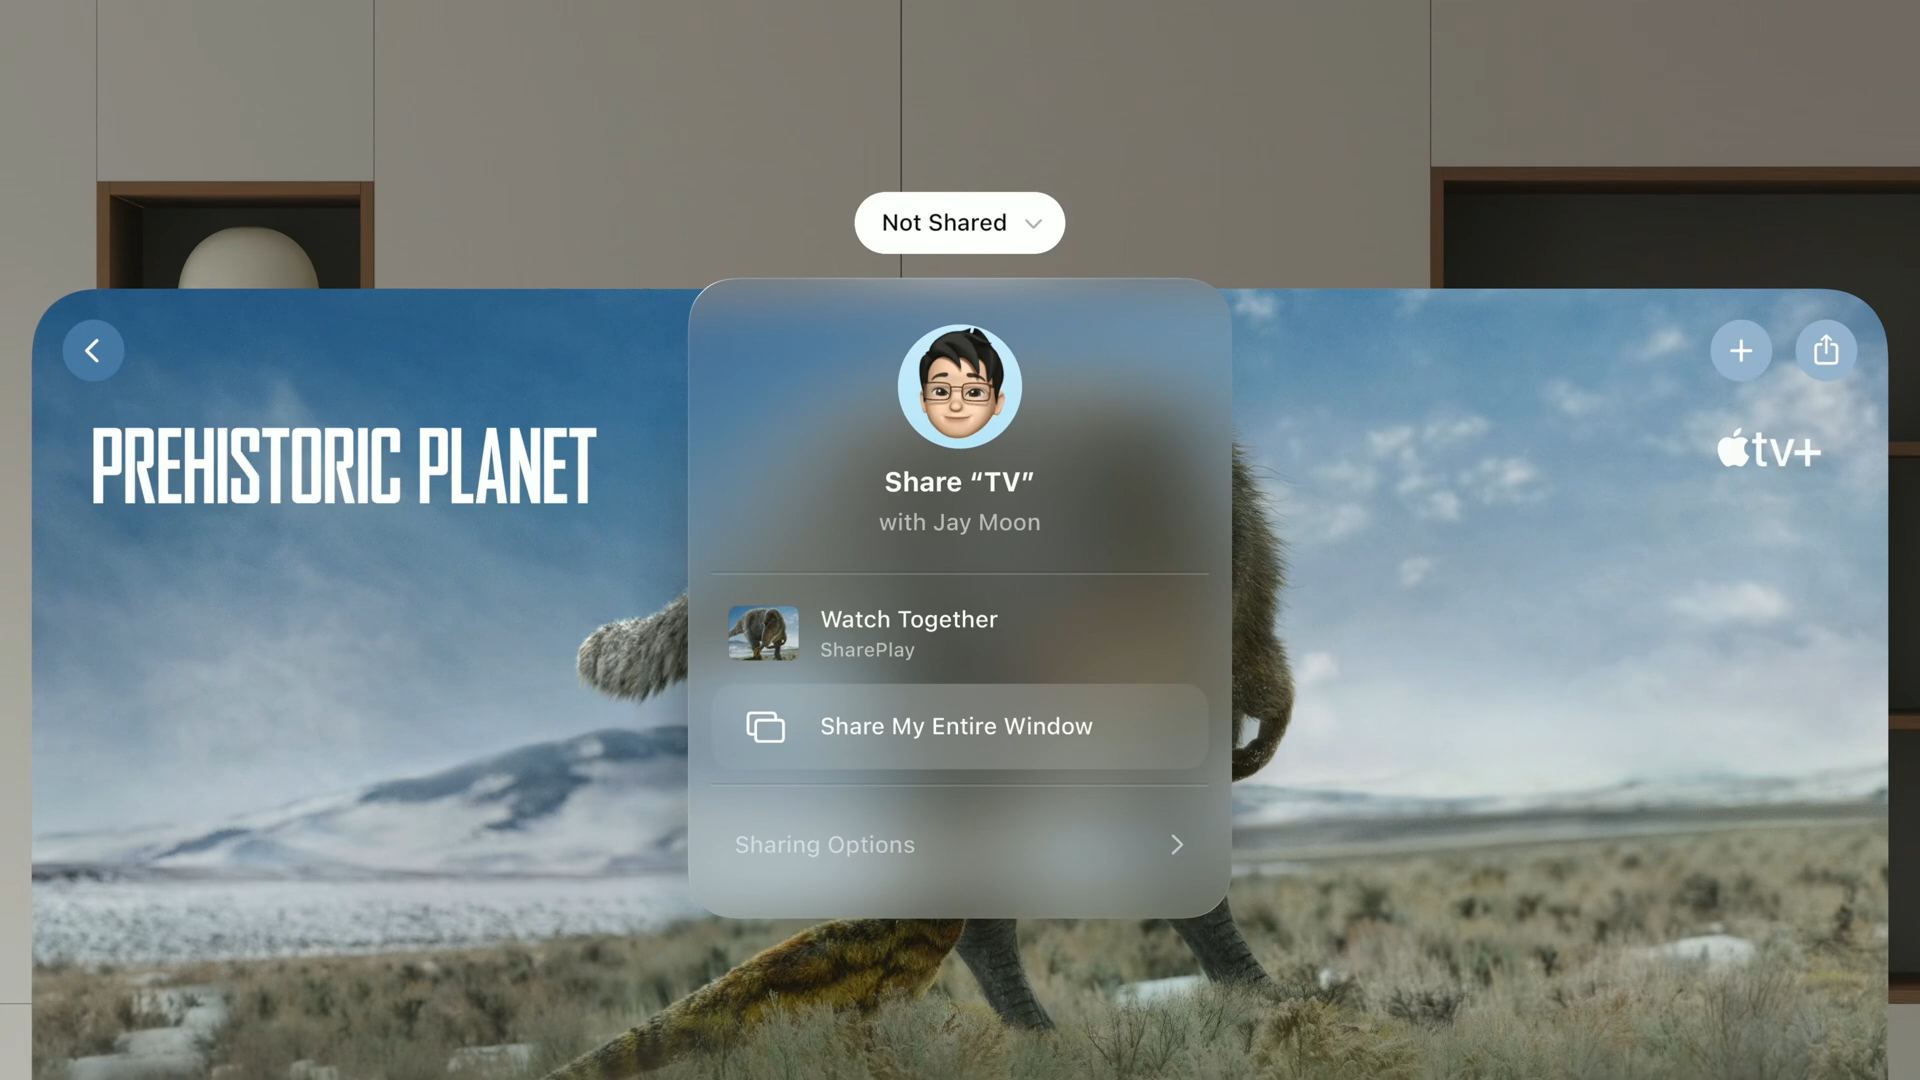 Not Shared
PREHISTORIC PLANET
tv+
Share “TV”
with Jay Moon
Watch Together
SharePlay
Share My Entire Window
Sharing Options